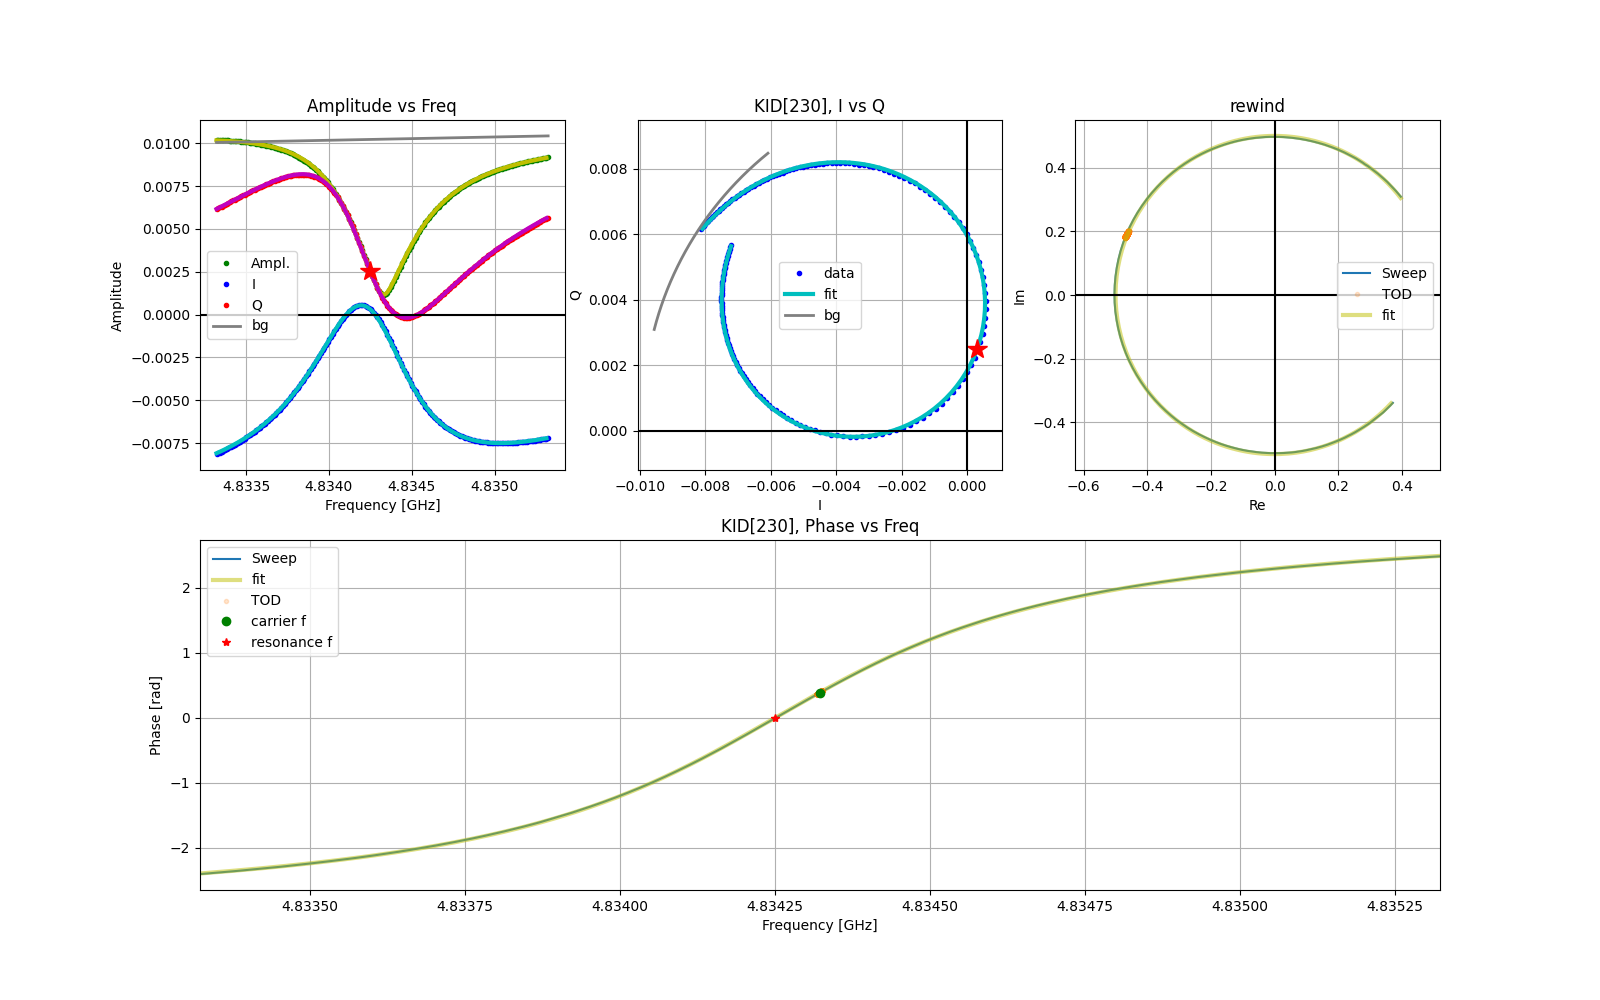 Amplitude vs Freq
0.0100
0.0075
0.0050
0.0025
0.0000
−0.0025
−0.0050
−0.0075
Amplitude
Ampl.
I
Q
bg
4.8335 4.8340 4.8345 4.8350
Frequency [GHz]
KID[230], I vs Q
0.008
0.006
0.004
0.002
0.000
Q
data
fit
bg
−0.010 −0.008 −0.006 −0.004 −0.002 0.000
I
rewind
0.4
0.2
0.0
−0.2
−0.4
Im
Sweep
TOD
fit
−0.6 −0.4 −0.2 0.0 0.2 0.4
Re
KID[230], Phase vs Freq
2
1
0
−1
−2
Phase [rad]
Sweep
fit
TOD
carrier f
resonance f
4.83350 4.83375 4.83400 4.83425 4.83450 4.83475 4.83500 4.83525
Frequency [GHz]